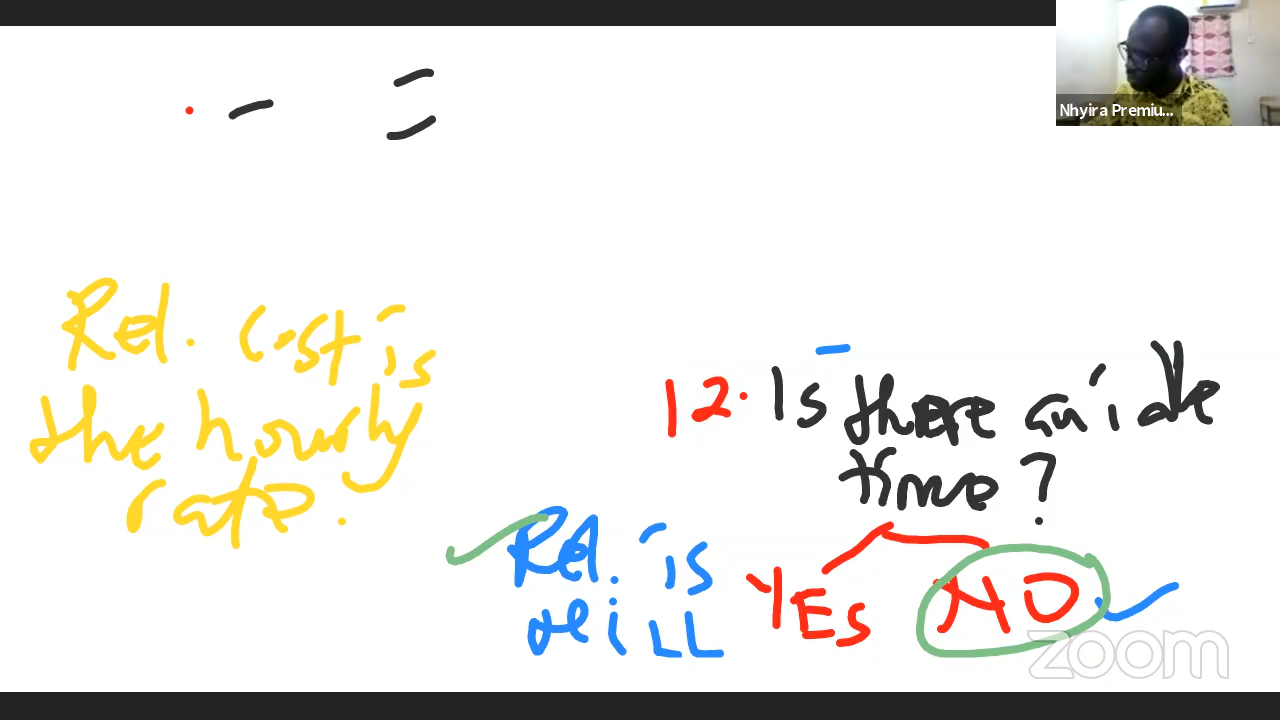 Nhyira Premiu...
Rel. cost is
the hourly
rate.
12. Is there an idle
time?
Rel. is
YES NO
zoom